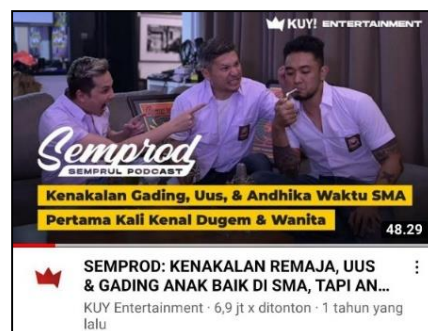 KUY! ENTERTAINMENT
Semprod
SEMPRUL PODCAST
Kenakalan Gading, Uus, & Andhika Waktu SMA
Pertama Kali Kenal Dugem & Wanita
48.29
SEMPROD: KENAKALAN REMAJA, UUS
& GADING ANAK BAIK DI SMA, TAPI AN...
KUY Entertainment · 6,9 jt x ditonton · 1 tahun yang
lalu